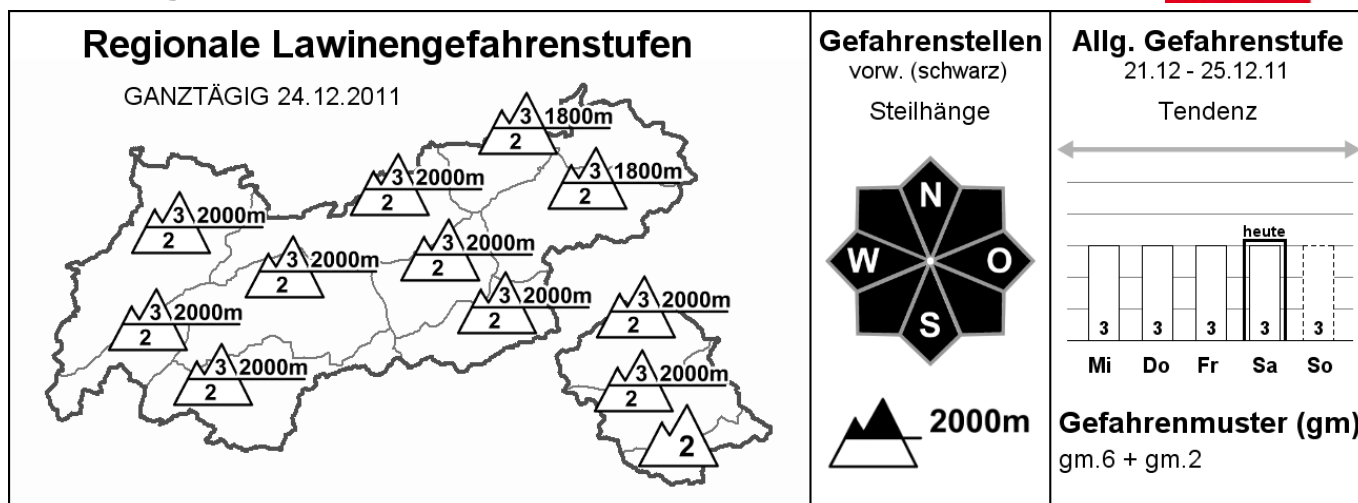 Regionale Lawinengefahrenstufen
GANZTÄGIG 24.12.2011
3 1800m
2
3 1800m
2
3 2000m
2
3 2000m
2
3 2000m
2
3 2000m
2
3 2000m
2
3 2000m
2
3 2000m
2
3 2000m
2
3 2000m
2
2
Gefahrenstellen
vorw. (schwarz)
Steilhänge
N
W O
S
2000m
Allg. Gefahrenstufe
21.12 - 25.12.11
Tendenz
heute
3 3 3 3 3
Mi Do Fr Sa So
Gefahrenmuster (gm)
gm.6 + gm.2